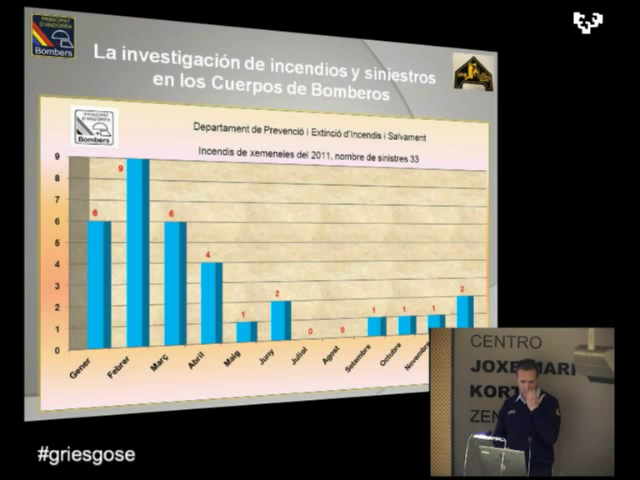 PRINCIPAT
D'ANDORRA
Bombers
La investigación de incendios y siniestros
en los Cuerpos de Bomberos
PRINCIPAT
D'ANDORRA
Bombers
Departament de Prevenció i Extinció d'Incendis i Salvament
Incendis de xemeneies del 2011, nombre de sinistres 33
9
8
7
6
5
4
3
2
1
0
6
9
6
4
1
2
0
0
1
1
1
2
Gener
Febrer
Març
Abril
Maig
Juny
Juliol
Agost
Setembre
Octubre
CENTRO
JOXE MARI
#griesgose